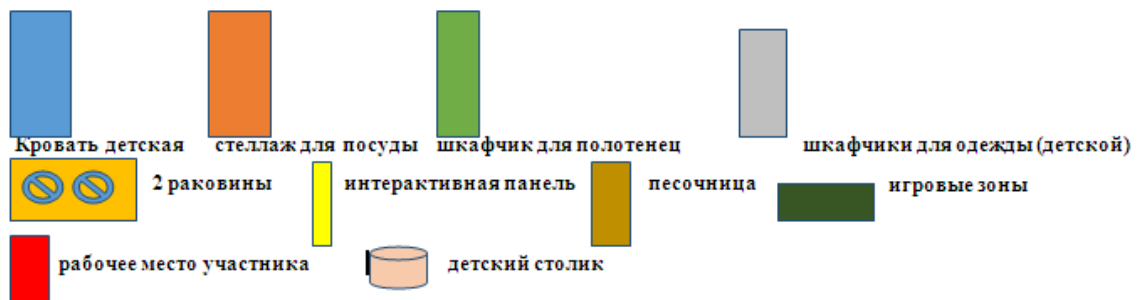 Кровать детская стеллаж для посуды шкафчик для полотенец шкафчики для одежды (детской)
2 раковины интерактивная панель песочница игровые зоны
рабочее место участника детский столик